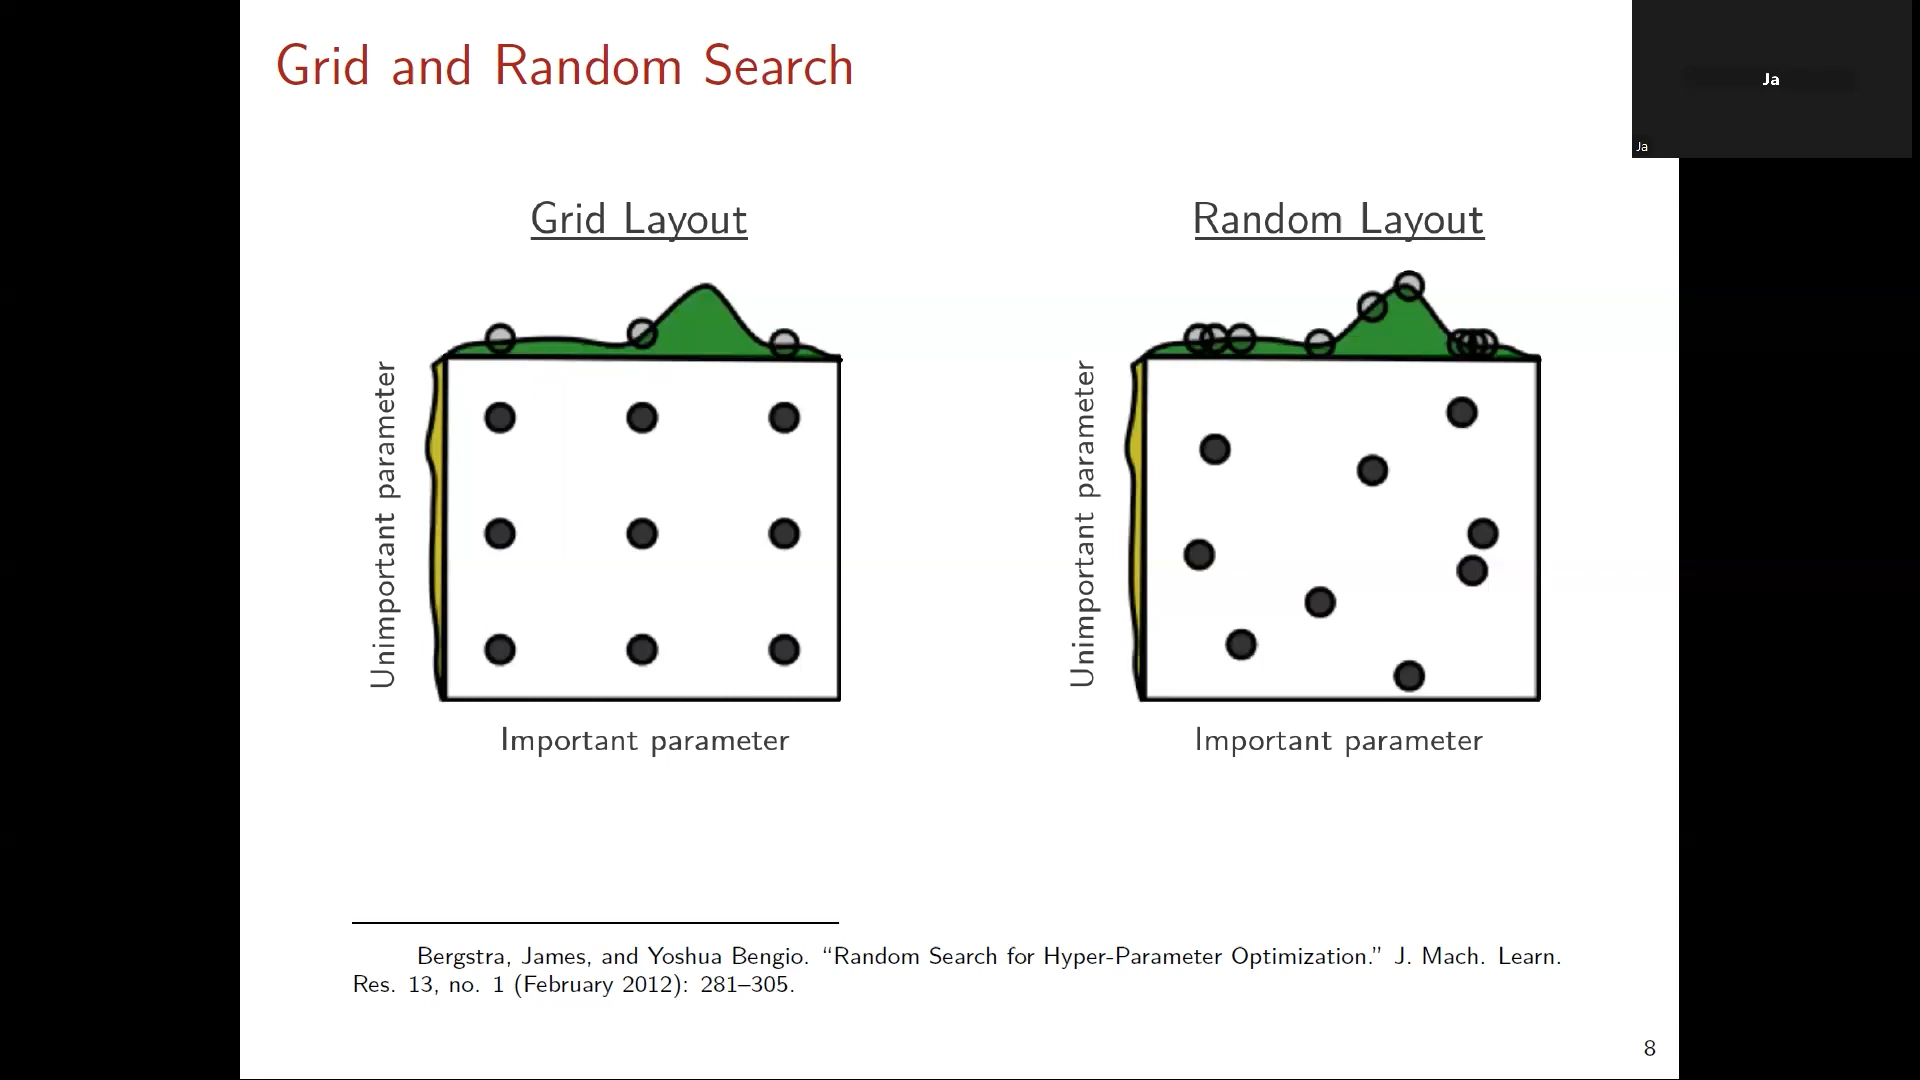 Grid and Random Search
Ja
Ja
Grid Layout
Random Layout
Unimportant parameter
Unimportant parameter
Important parameter
Important parameter
Bergstra, James, and Yoshua Bengio. “Random Search for Hyper-Parameter Optimization.” J. Mach. Learn.
Res. 13, no. 1 (February 2012): 281–305.
8